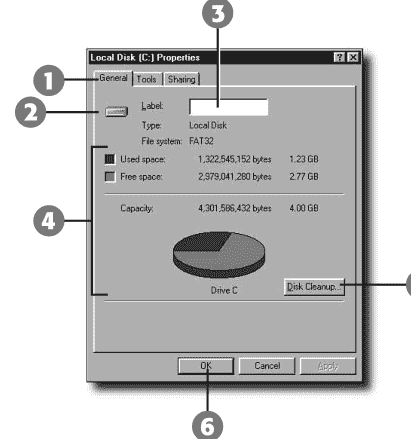 3
Local Disk (C:) Properties
1
General Tools Sharing
2
Label:
Type: Local Disk
File system: FAT32
Used space: 1,322,545,152 bytes 1.23 GB
Free space: 2,979,041,280 bytes 2.77 GB
4
Capacity: 4,301,586,432 bytes 4.00 GB
Drive C
Disk Cleanup...
OK Cancel Apply
6